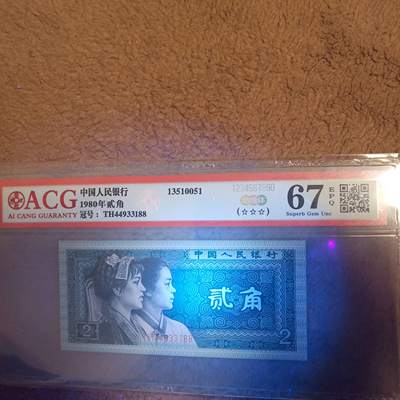 ACG
AI CANG GUARANTY
中国人民银行
1980年贰角
冠号：TH44933188
13510051
1234567890
(☆☆☆)
67
EPQ
Superb Gem Unc
中国人民银行
贰角
2
2
TH44933188